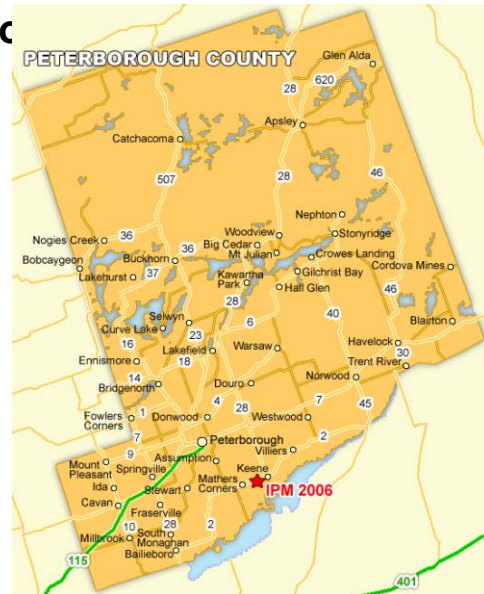 PETERBOROUGH COUNTY
Glen Alda
620
28
Apsley
Catchacoma
507
28
46
Nephton
Nogies Creek
36
Woodview
Stonyridge
Bobcaygeon
Buckhorn
36
Big Cedar
Mt Julian
Crowes Landing
Lakehurst
37
Kawartha
Park
Gilchrist Bay
Cordova Mines
28
Hall Glen
46
Selwyn
Curve Lake
23
6
40
Blairton
16
Lakefield
Warsaw
Havelock
Ennismore
18
30
Trent River
14
Bridgenorth
Douro
Norwood
Fowlers
Corners
1
Donwood
4
28
Westwood
7
45
7
9
Peterborough
2
Villiers
Mount
Pleasant
Springville
Assumption
Keene
Ida
Stewart
Mathers
Corners
IPM 2006
Cavan
Fraserville
10
South
Monaghan
28
2
Millbrook
Bailieboro
115
401